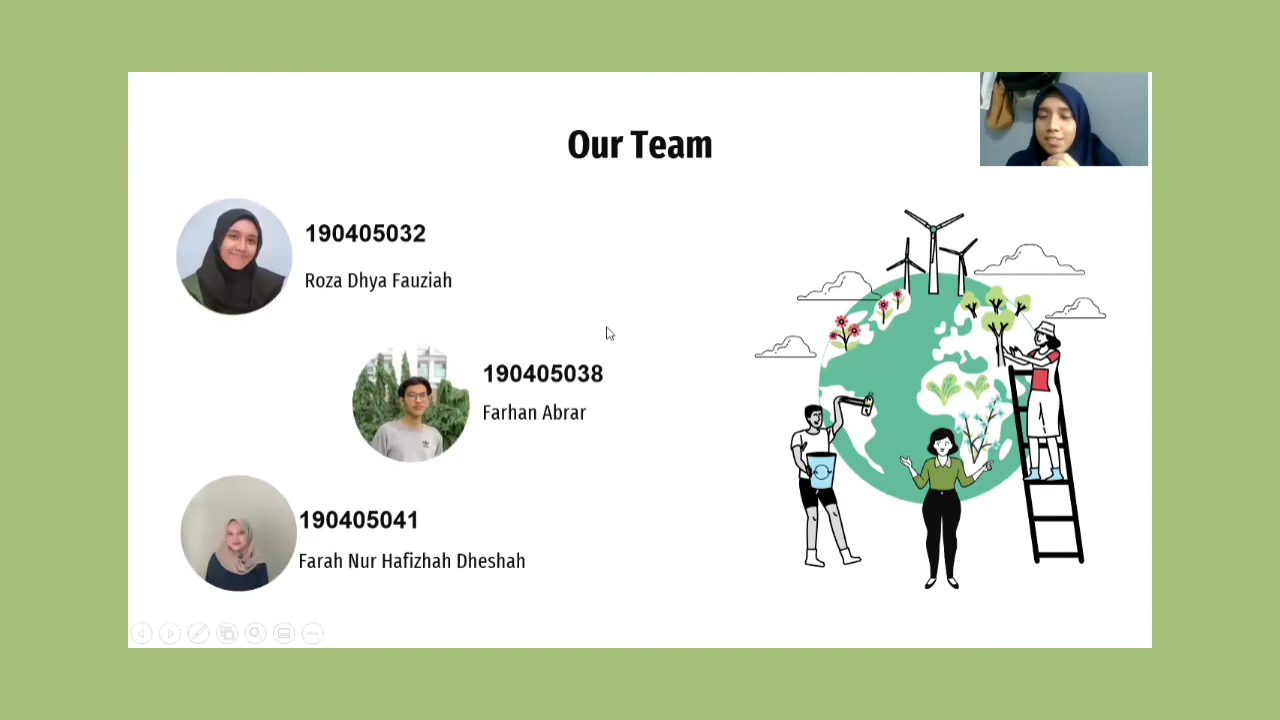 Our Team
190405032
Roza Dhya Fauziah
190405038
Farhan Abrar
190405041
Farah Nur Hafizhah Dheshah